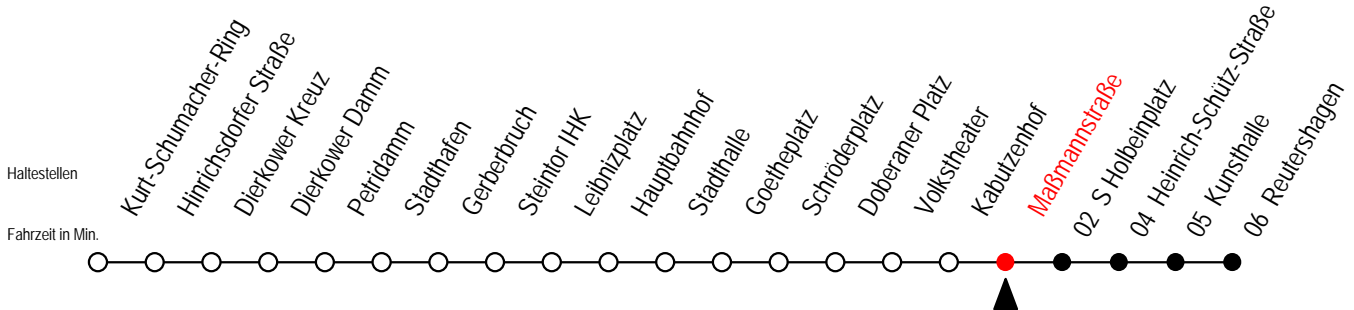 Haltestellen
Fahrzeit in Min.
Kurt-Schumacher-Ring
Hinrichsdorfer Straße
Dierkower Kreuz
Dierkower Damm
Petridamm
Stadthafen
Gerberbruch
Steintor IHK
Leibnizplatz
Hauptbahnhof
Stadthalle
Goetheplatz
Schröderplatz
Doberaner Platz
Volkstheater
Kabutzenhof
Maßmannstraße
02 S Holbeinplatz
04 Heinrich-Schütz-Straße
05 Kunsthalle
06 Reutershagen